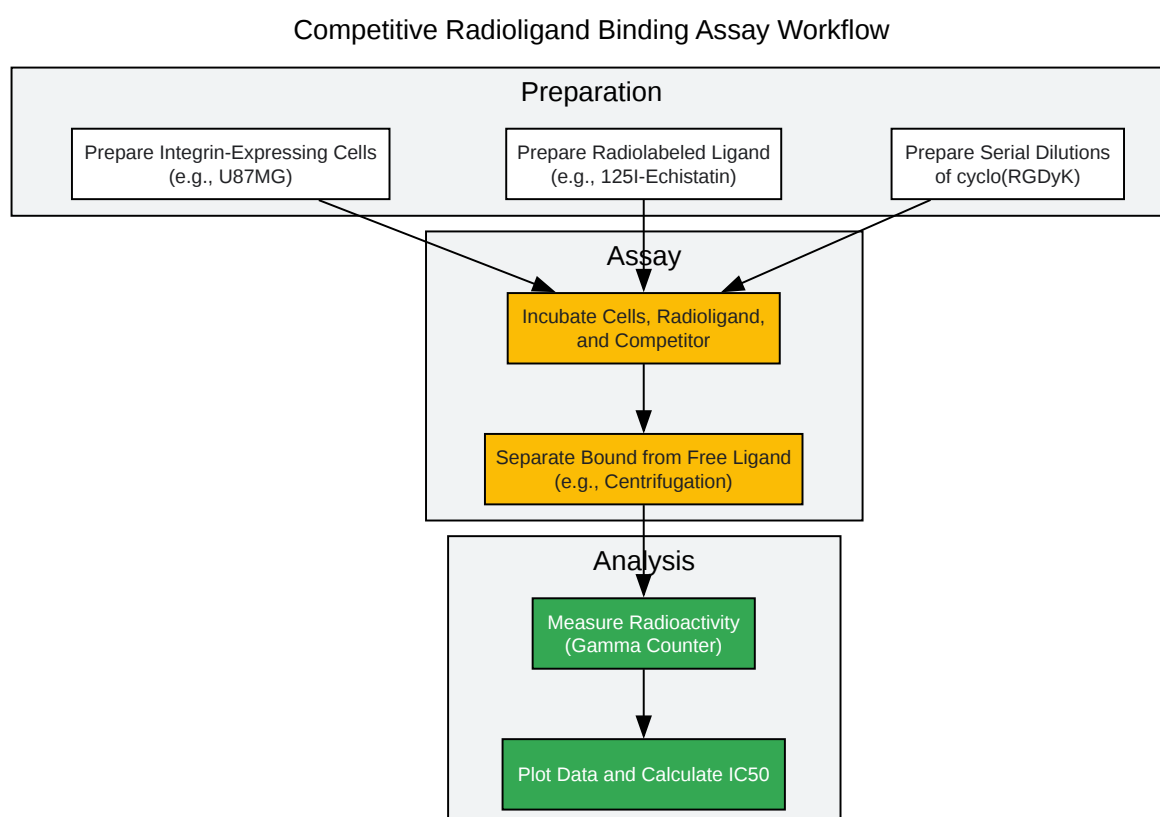 Competitive Radioligand Binding Assay Workflow
Preparation
Prepare Integrin-Expressing Cells
(e.g., U87MG)
Prepare Radiolabeled Ligand
(e.g., 125I-Echistatin)
Prepare Serial Dilutions
of cyclo(RGDyK)
Assay
Incubate Cells, Radioligand,
and Competitor
Separate Bound from Free Ligand
(e.g., Centrifugation)
Analysis
Measure Radioactivity
(Gamma Counter)
Plot Data and Calculate IC50